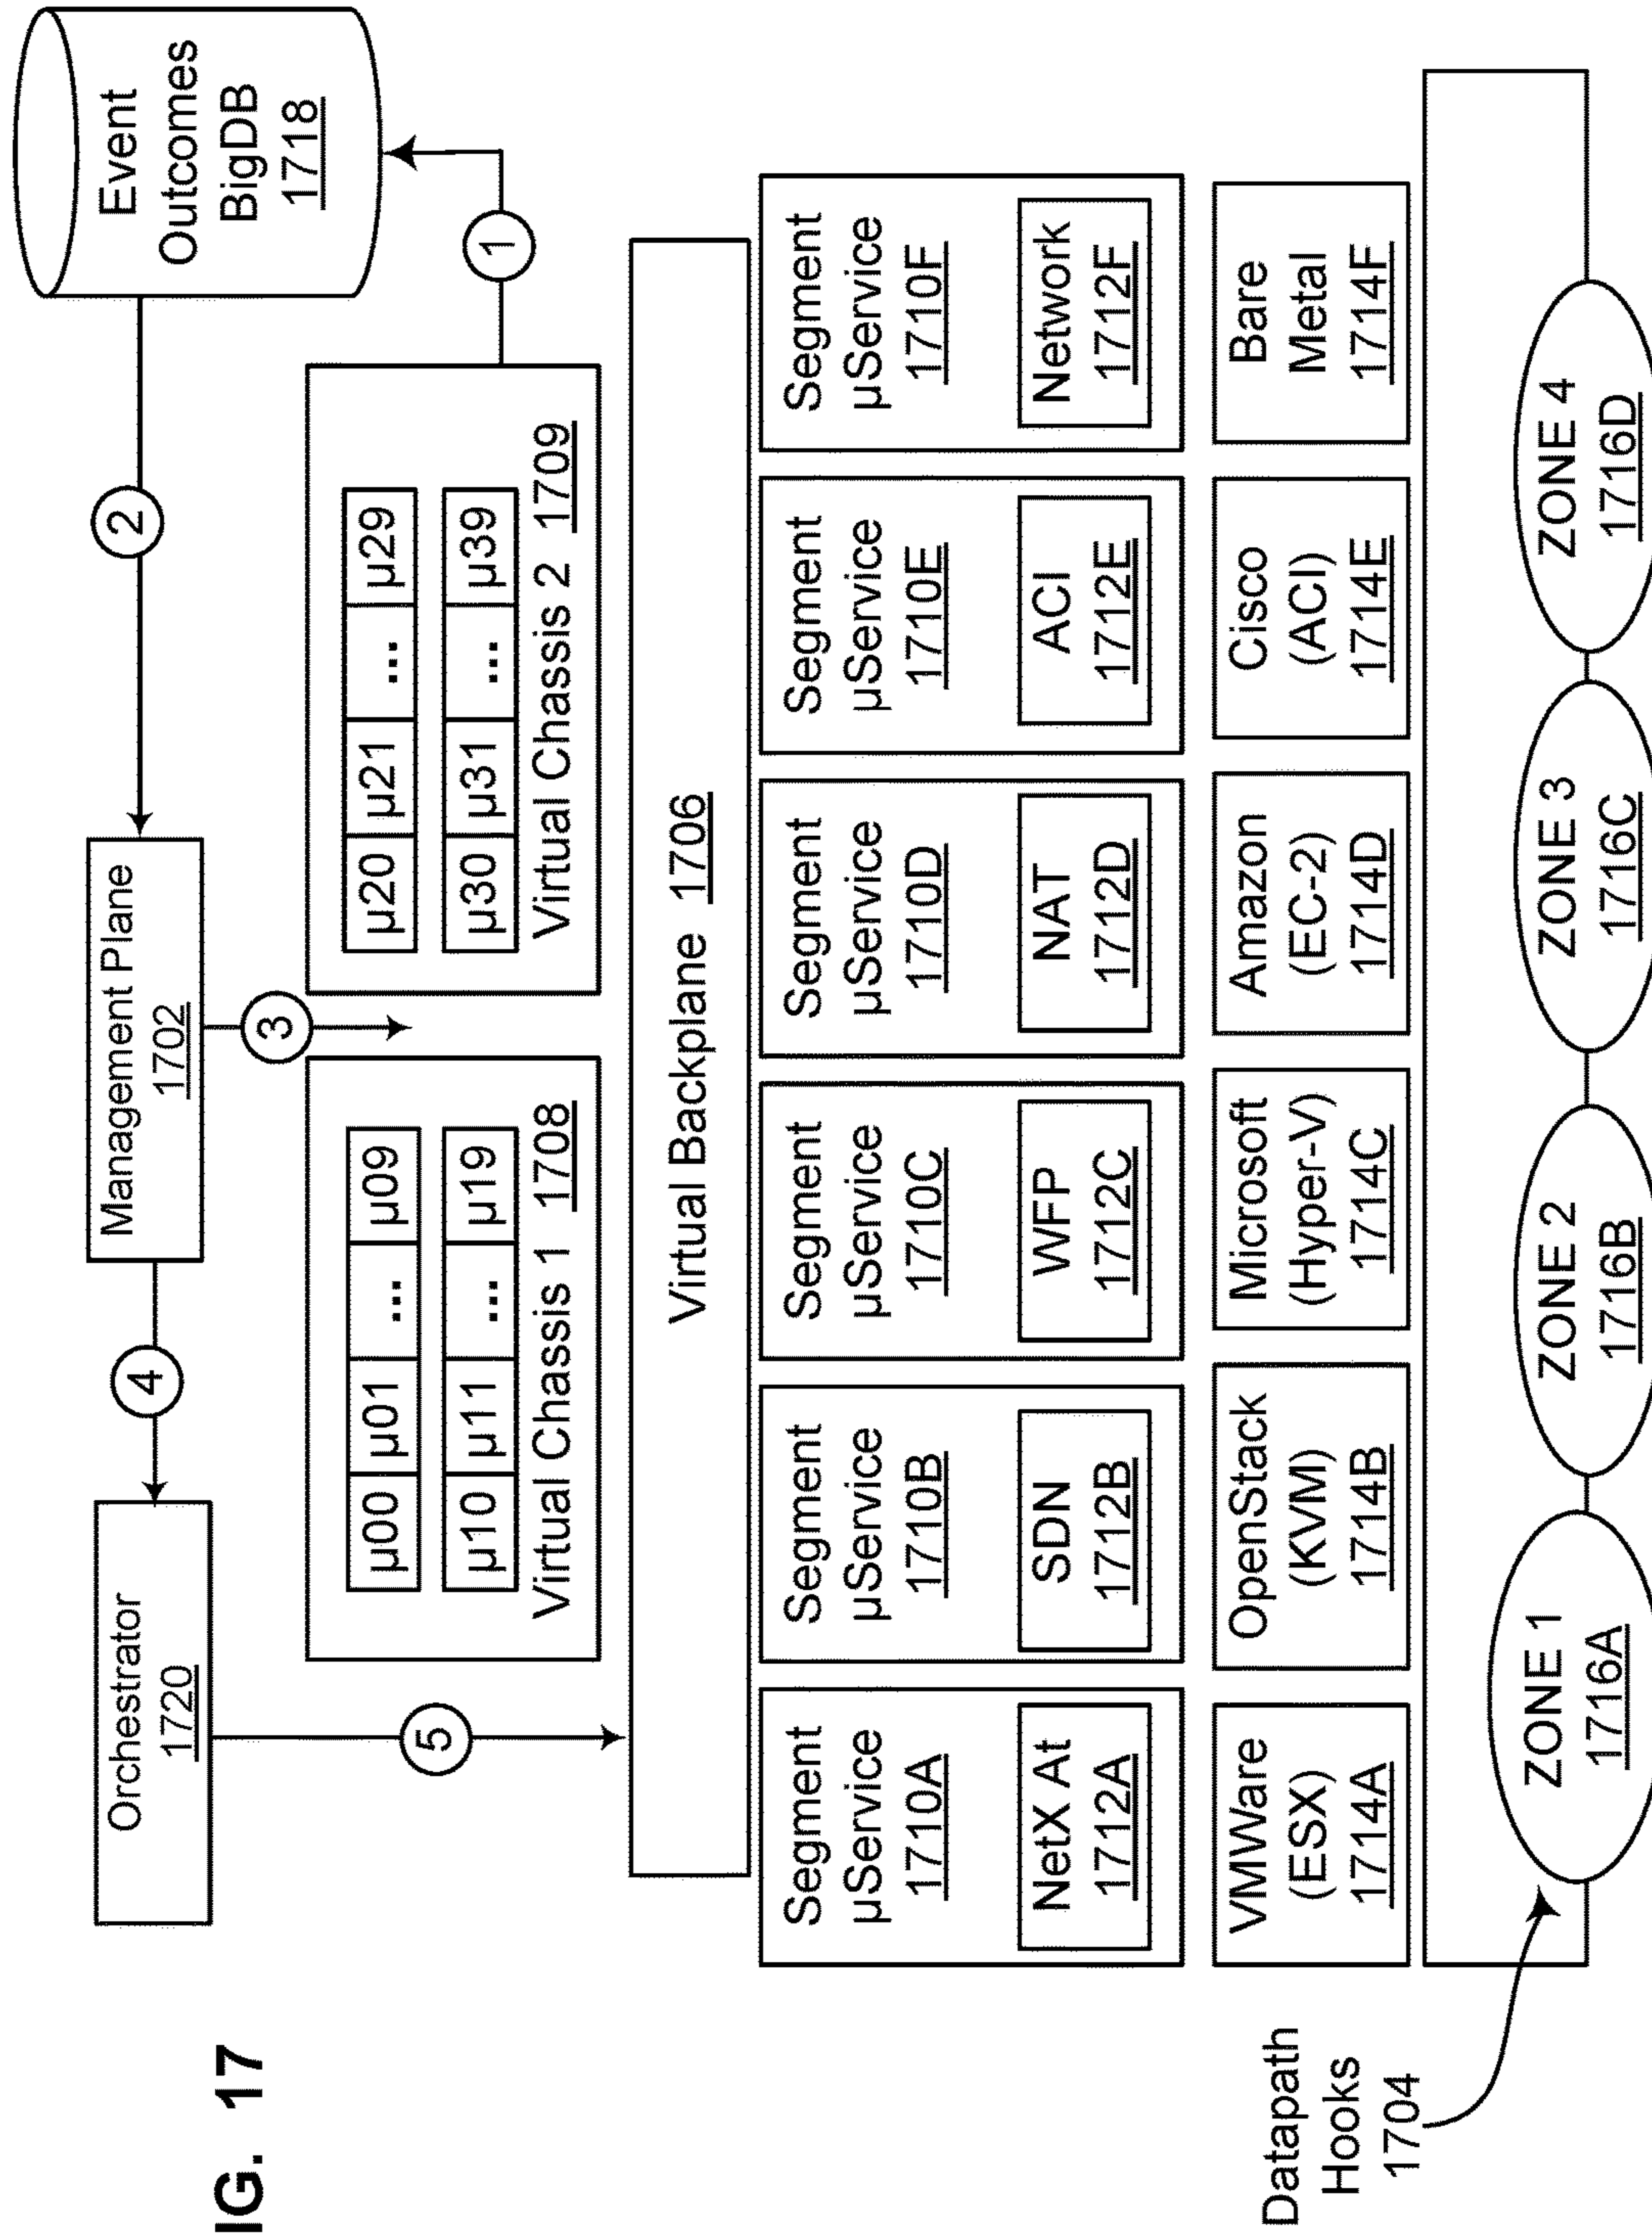 IG. 17
Orchestrator
1720
4
Management Plane
1702
2
Event
Outcomes
BigDB
1718
5
3
1
µ00 µ01 ... µ09
µ10 µ11 ... µ19
Virtual Chassis 1 1708
µ20 µ21 ... µ29
µ30 µ31 ... µ39
Virtual Chassis 2 1709
Virtual Backplane 1706
Segment
µService
1710A
NetX At
1712A
Segment
µService
1710B
SDN
1712B
Segment
µService
1710C
WFP
1712C
Segment
µService
1710D
NAT
1712D
Segment
µService
1710E
ACI
1712E
Segment
µService
1710F
Network
1712F
VMWare
(ESX)
1714A
OpenStack
(KVM)
1714B
Microsoft
(Hyper-V)
1714C
Amazon
(EC-2)
1714D
Cisco
(ACI)
1714E
Bare
Metal
1714F
Datapath
Hooks
1704
ZONE 1
1716A
ZONE 2
1716B
ZONE 3
1716C
ZONE 4
1716D